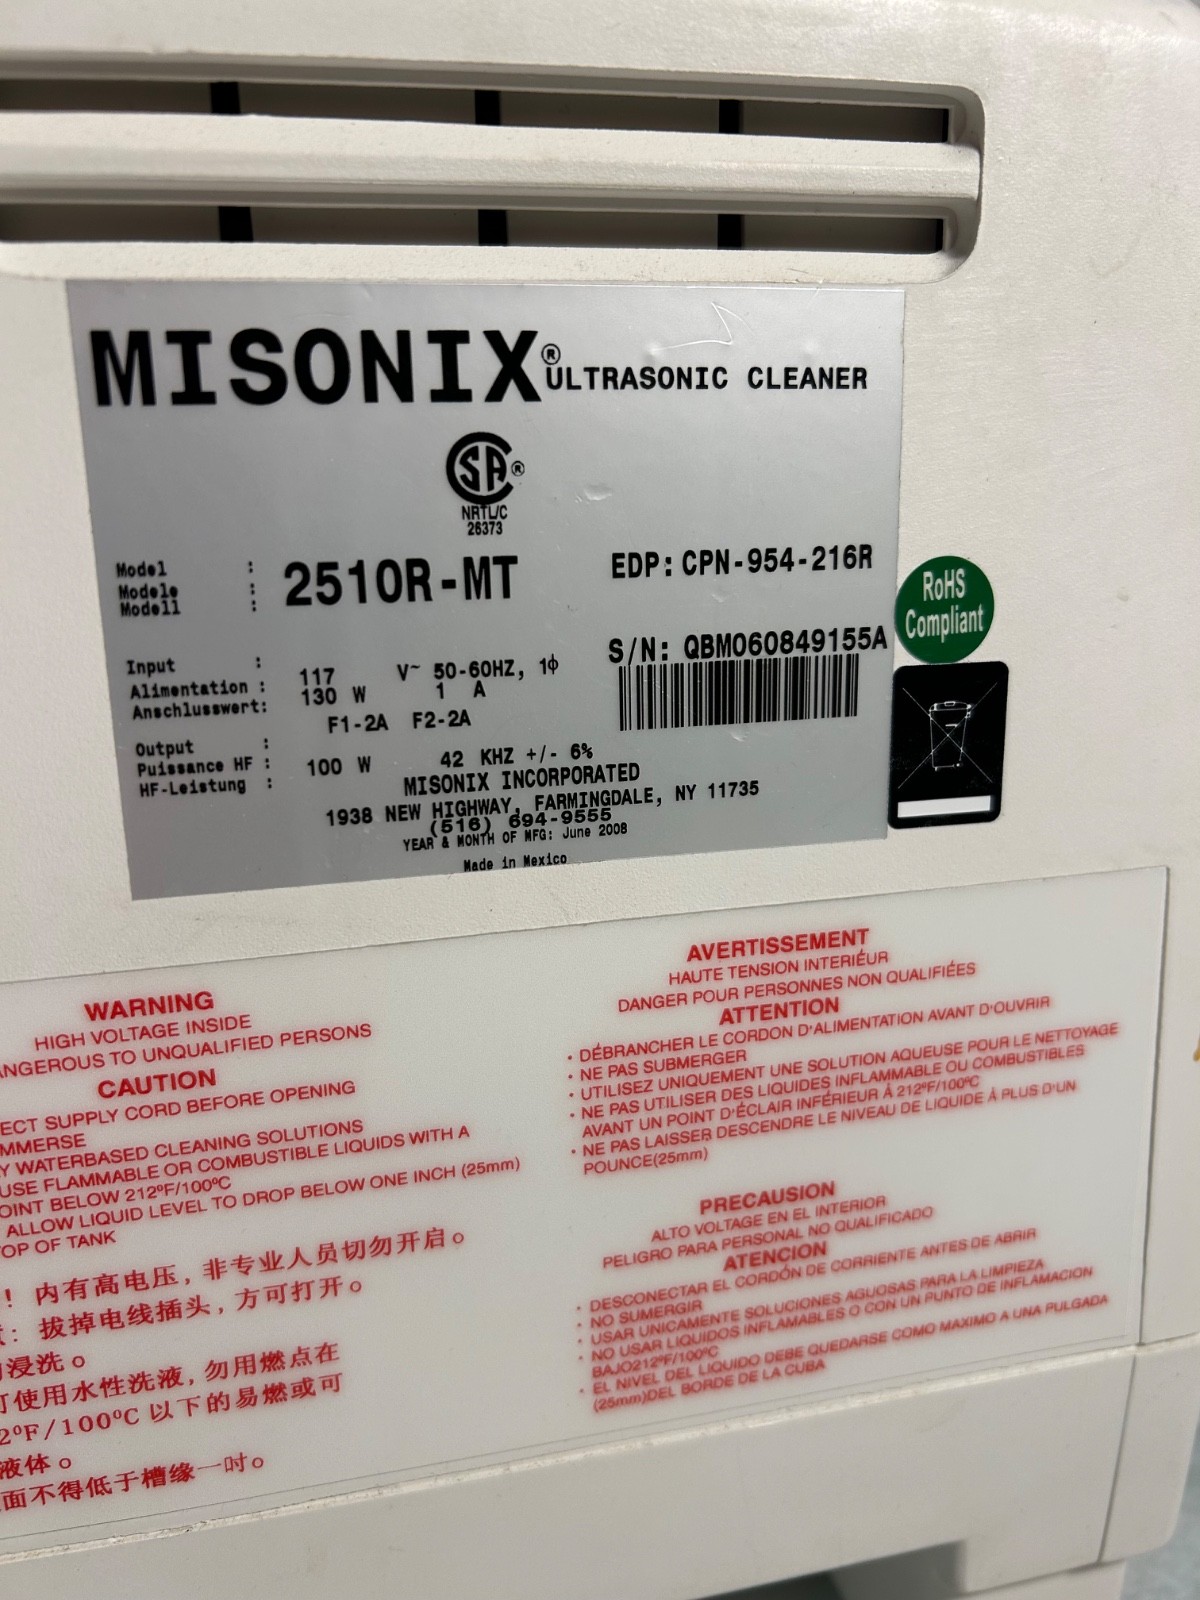 MISONIX® ULTRASONIC CLEANER
SA®
NRTL/C
26373
Model :
Modele :
Modell :
2510R-MT
EDP: CPN-954-216R
RoHS
Compliant
S/N: QBM060849155A
Input : 117 V~ 50-60HZ, 1ϕ
Alimentation : 130 W 1 A
Anschlusswert: F1-2A F2-2A
Output :
Puissance HF : 100 W 42 KHZ +/- 6%
HF-Leistung :
MISONIX INCORPORATED
1938 NEW HIGHWAY, FARMINGDALE, NY 11735
(516) 694-9555
YEAR & MONTH OF MFG: June 2008
Made in Mexico
WARNING
HIGH VOLTAGE INSIDE
ANGEROUS TO UNQUALIFIED PERSONS
CAUTION
ECT SUPPLY CORD BEFORE OPENING
MMERSE
Y WATERBASED CLEANING SOLUTIONS
USE FLAMMABLE OR COMBUSTIBLE LIQUIDS WITH A
OINT BELOW 212ºF/100ºC
ALLOW LIQUID LEVEL TO DROP BELOW ONE INCH (25mm)
OP OF TANK
！内有高电压，非专业人员切勿开启。
：拔掉电线插头，方可打开。
浸洗。
可使用水性洗液，勿用燃点在
2ºF/100ºC 以下的易燃或可
液体。
面不得低于槽缘一吋。
AVERTISSEMENT
HAUTE TENSION INTERIÉUR
DANGER POUR PERSONNES NON QUALIFIÉES
ATTENTION
• DÉBRANCHER LE CORDON D'ALIMENTATION AVANT D'OUVRIR
• NE PAS SUBMERGER
• UTILISEZ UNIQUEMENT UNE SOLUTION AQUEUSE POUR LE NETTOYAGE
• NE PAS UTILISER DES LIQUIDES INFLAMMABLE OU COMBUSTIBLES
AVANT UN POINT D'ÉCLAIR INFÉRIEUR Á 212ºF/100ºC
• NE PAS LAISSER DESCENDRE LE NIVEAU DE LIQUIDE Á PLUS D'UN
POUNCE(25mm)
PRECAUSION
ALTO VOLTAGE EN EL INTERIOR
PELIGRO PARA PERSONAL NO QUALIFICADO
ATENCION
• DESCONECTAR EL CORDÓN DE CORRIENTE ANTES DE ABRIR
• NO SUMERGIR
• USAR UNICAMENTE SOLUCIONES AGUOSAS PARA LA LIMPIEZA
• NO USAR LIQUIDOS INFLAMABLES O CON UN PUNTO DE INFLAMACION
BAJO212ºF/100ºC
• EL NIVEL DEL LIQUIDO DEBE QUEDARSE COMO MAXIMO A UNA PULGADA
(25mm)DEL BORDE DE LA CUBA